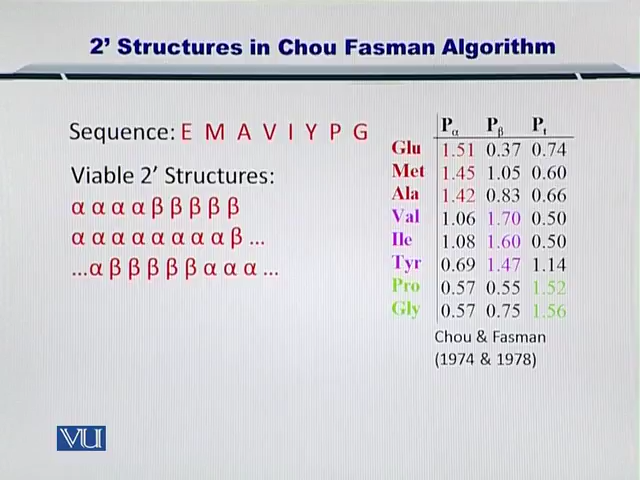 2’ Structures in Chou Fasman Algorithm
Sequence: E M A V I Y P G
Viable 2’ Structures:
α α α α β β β β β
α α α α α α α α β ...
...α β β β β β α α α ...
Pα Pβ Pt
Glu 1.51 0.37 0.74
Met 1.45 1.05 0.60
Ala 1.42 0.83 0.66
Val 1.06 1.70 0.50
Ile 1.08 1.60 0.50
Tyr 0.69 1.47 1.14
Pro 0.57 0.55 1.52
Gly 0.57 0.75 1.56
Chou & Fasman
(1974 & 1978)
VU